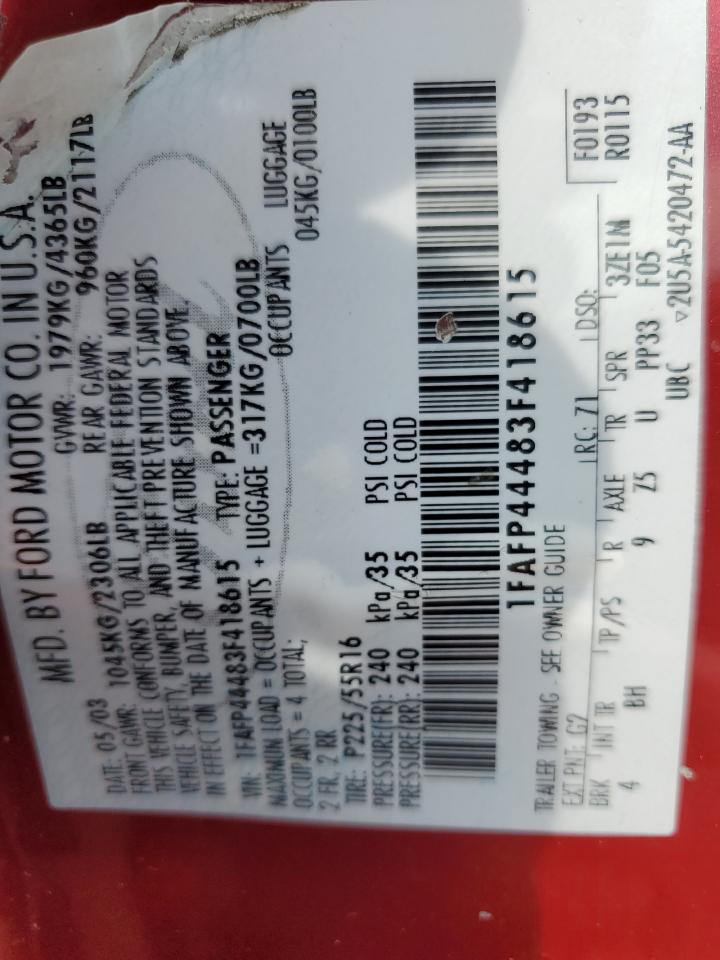 MFD. BY FORD MOTOR CO. IN U.S.A.
DATE: 05/03 GVWR: 1979KG/4365LB
FRONT GAWR: 1045KG/2306LB REAR GAWR: 960KG/2117LB
THIS VEHICLE CONFORMS TO ALL APPLICABLE FEDERAL MOTOR
VEHICLE SAFETY, BUMPER, AND THEFT PREVENTION STANDARDS
IN EFFECT ON THE DATE OF MANUFACTURE SHOWN ABOVE.
VIN: 1FAFP44483F418615 TYPE: PASSENGER
MAXIMUM LOAD = OCCUPANTS + LUGGAGE =317KG/0700LB
OCCUPANTS = 4 TOTAL; OCCUPANTS LUGGAGE
2 FR, 2 RR 045KG/0100LB
TIRE: P225/55R16
PRESSURE(FR): 240 kPa/35 PSI COLD
PRESSURE(RR): 240 kPa/35 PSI COLD
1FAFP44483F418615
TRAILER TOWING - SEE OWNER GUIDE F0193
EXT PNT: G2 RC: 71 DSO: R0115
BRK INT TR TP/PS R AXLE TR SPR 3ZE1M
4 BH 9 Z5 U PP33 F05
UBC ▽2U5A-5420472-AA